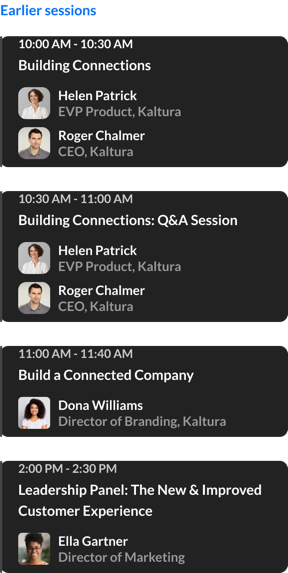 Earlier sessions
10:00 AM - 10:30 AM
Building Connections
Helen Patrick
EVP Product, Kaltura
Roger Chalmer
CEO, Kaltura
10:30 AM - 11:00 AM
Building Connections: Q&A Session
Helen Patrick
EVP Product, Kaltura
Roger Chalmer
CEO, Kaltura
11:00 AM - 11:40 AM
Build a Connected Company
Dona Williams
Director of Branding, Kaltura
2:00 PM - 2:30 PM
Leadership Panel: The New & Improved
Customer Experience
Ella Gartner
Director of Marketing